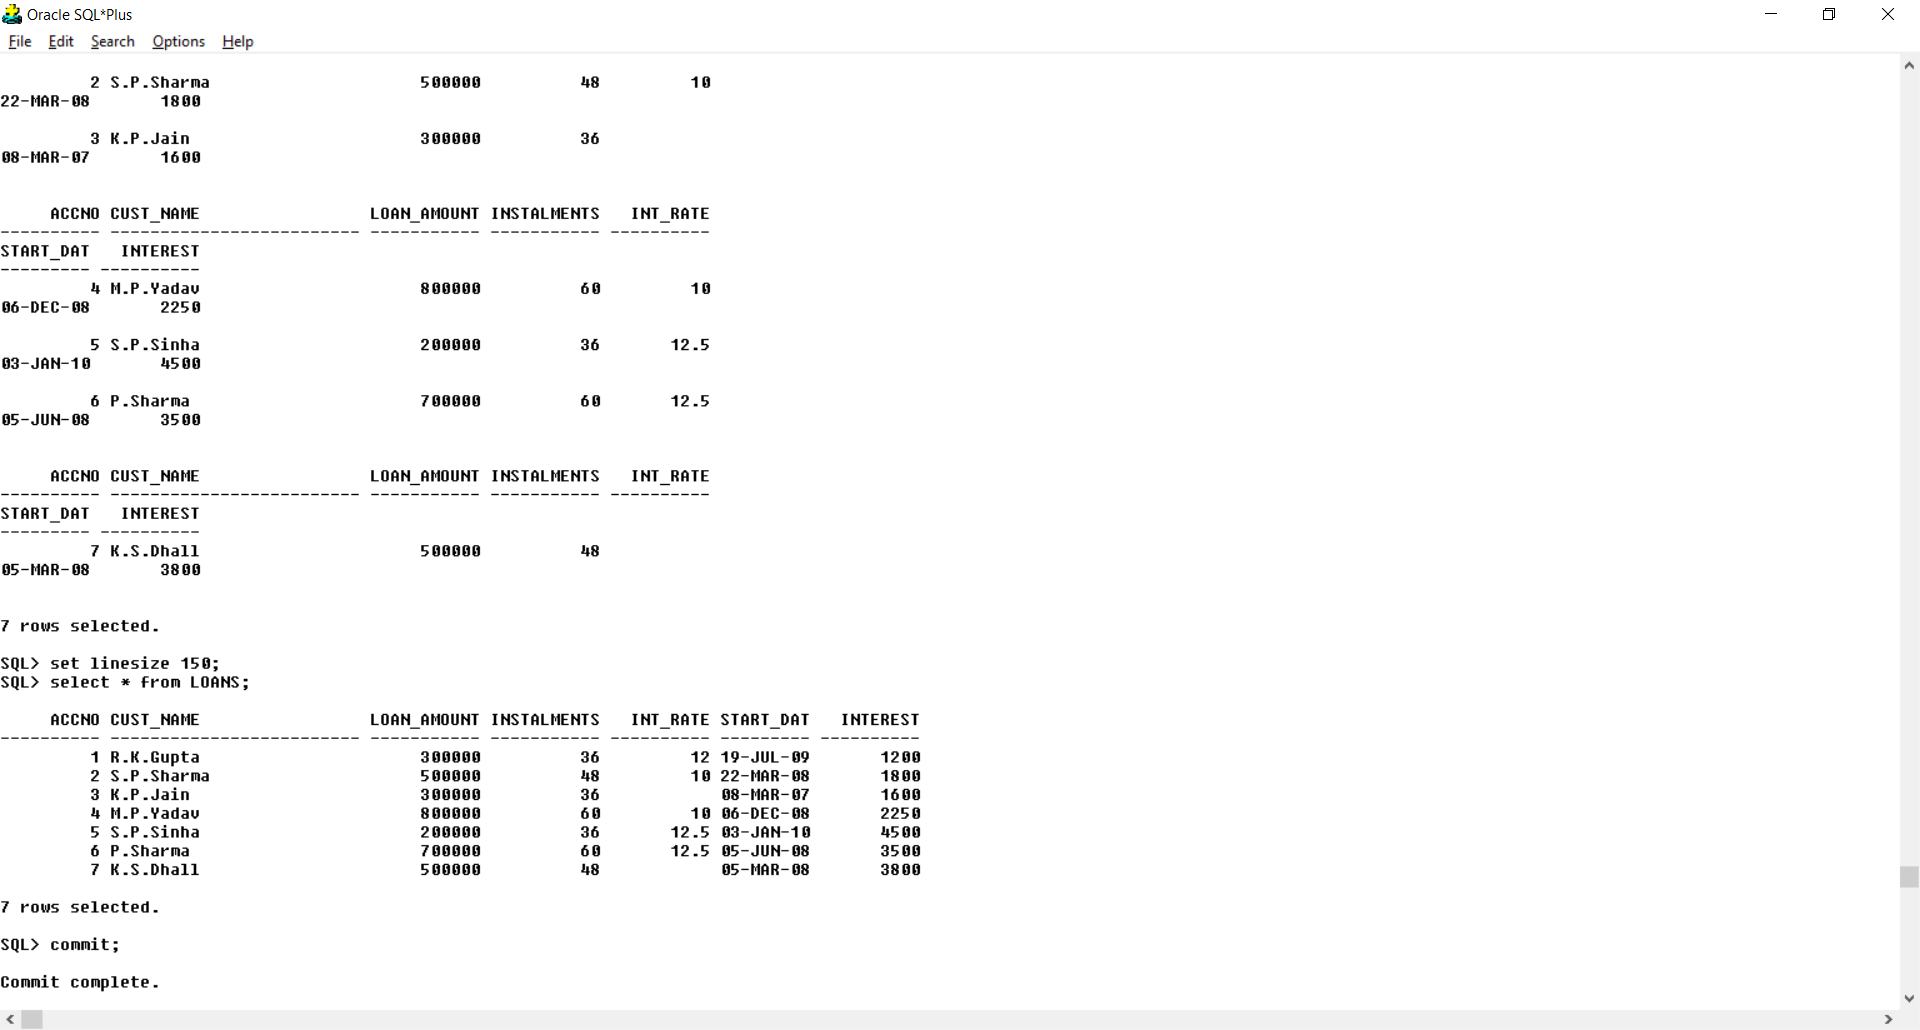 Oracle SQL*Plus
File Edit Search Options Help
2 S.P.Sharma 500000 48 10
22-MAR-08 1800
3 K.P.Jain 300000 36
08-MAR-07 1600
ACCNO CUST_NAME LOAN_AMOUNT INSTALMENTS INT_RATE
---------- ------------------------- ----------- ----------- ----------
START_DAT INTEREST
--------- ----------
4 M.P.Yadav 800000 60 10
06-DEC-08 2250
5 S.P.Sinha 200000 36 12.5
03-JAN-10 4500
6 P.Sharma 700000 60 12.5
05-JUN-08 3500
ACCNO CUST_NAME LOAN_AMOUNT INSTALMENTS INT_RATE
---------- ------------------------- ----------- ----------- ----------
START_DAT INTEREST
--------- ----------
7 K.S.Dhall 500000 48
05-MAR-08 3800
7 rows selected.
SQL> set linesize 150;
SQL> select * from LOANS;
ACCNO CUST_NAME LOAN_AMOUNT INSTALMENTS INT_RATE START_DAT INTEREST
---------- ------------------------- ----------- ----------- ---------- --------- ----------
1 R.K.Gupta 300000 36 12 19-JUL-09 1200
2 S.P.Sharma 500000 48 10 22-MAR-08 1800
3 K.P.Jain 300000 36 08-MAR-07 1600
4 M.P.Yadav 800000 60 10 06-DEC-08 2250
5 S.P.Sinha 200000 36 12.5 03-JAN-10 4500
6 P.Sharma 700000 60 12.5 05-JUN-08 3500
7 K.S.Dhall 500000 48 05-MAR-08 3800
7 rows selected.
SQL> commit;
Commit complete.